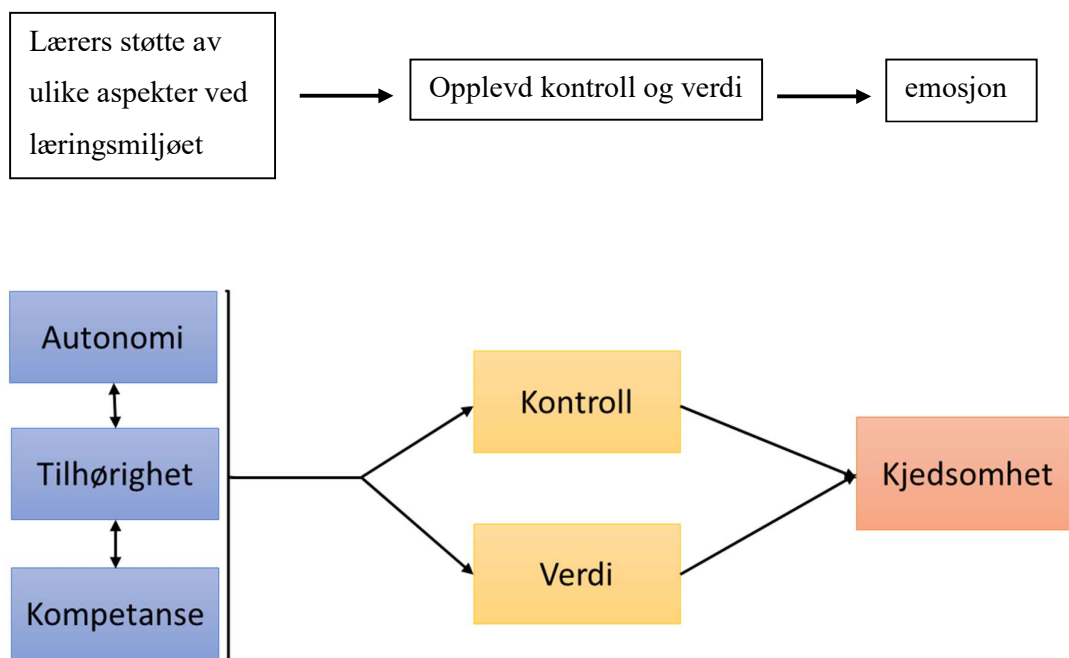 Lærers støtte av
ulike aspekter ved
læringsmiljøet
Opplevd kontroll og verdi
emosjon
Autonomi
Tilhørighet
Kompetanse
Kontroll
Verdi
Kjedsomhet